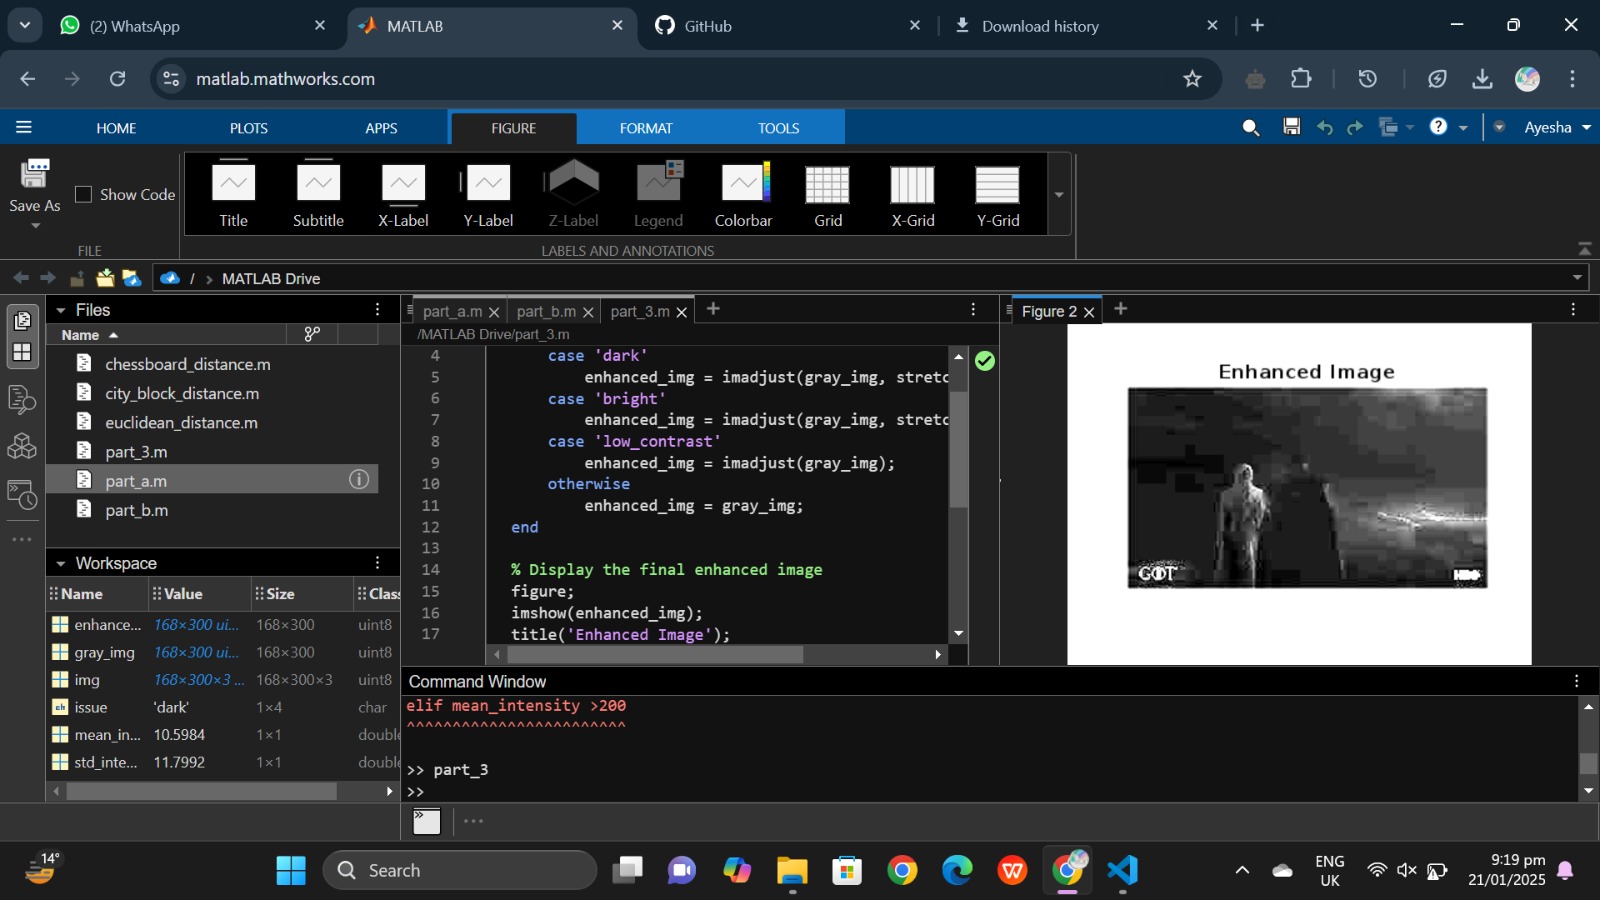 (2) WhatsApp
MATLAB
GitHub
Download history
matlab.mathworks.com
HOME
PLOTS
APPS
FIGURE
FORMAT
TOOLS
Ayesha
Save As
Show Code
Title
Subtitle
X-Label
Y-Label
Z-Label
Legend
Colorbar
Grid
X-Grid
Y-Grid
FILE
LABELS AND ANNOTATIONS
/ > MATLAB Drive
Files
Name
chessboard_distance.m
city_block_distance.m
euclidean_distance.m
part_3.m
part_a.m
part_b.m
Workspace
Name Value Size Clas
enhance... 168×300 ui... 168×300 uint8
gray_img 168×300 ui... 168×300 uint8
img 168×300×3 ... 168×300×3 uint8
issue 'dark' 1×4 char
mean_in... 10.5984 1×1 double
std_inte... 11.7992 1×1 double
part_a.m
part_b.m
part_3.m
/MATLAB Drive/part_3.m
4 case 'dark'
5 enhanced_img = imadjust(gray_img, stretc
6 case 'bright'
7 enhanced_img = imadjust(gray_img, stretc
8 case 'low_contrast'
9 enhanced_img = imadjust(gray_img);
10 otherwise
11 enhanced_img = gray_img;
12 end
13
14 % Display the final enhanced image
15 figure;
16 imshow(enhanced_img);
17 title('Enhanced Image');
Figure 2
Enhanced Image
GOT
HBO
Command Window
elif mean_intensity >200
^^^^^^^^^^^^^^^^^^^^^^^^
>> part_3
>>
14°
Search
ENG
UK
9:19 pm
21/01/2025